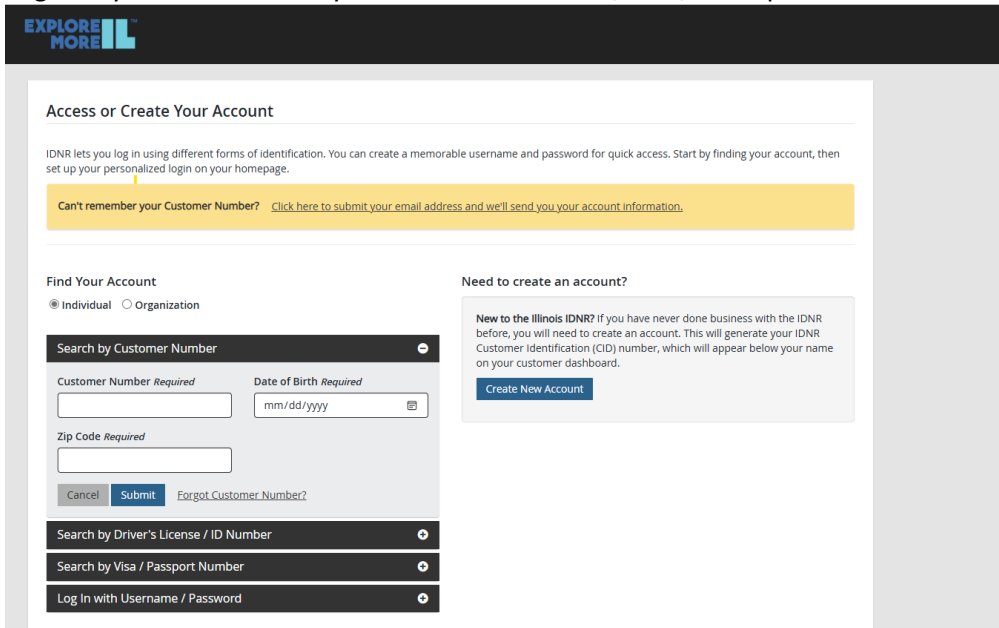 EXPLORE
MORE IL™
Access or Create Your Account
IDNR lets you log in using different forms of identification. You can create a memorable username and password for quick access. Start by finding your account, then
set up your personalized login on your homepage.
Can't remember your Customer Number? Click here to submit your email address and we'll send you your account information.
Find Your Account
Individual Organization
Search by Customer Number
Customer Number Required Date of Birth Required
mm/dd/yyyy
Zip Code Required
Cancel Submit Forgot Customer Number?
Search by Driver's License / ID Number
Search by Visa / Passport Number
Log In with Username / Password
Need to create an account?
New to the Illinois IDNR? If you have never done business with the IDNR
before, you will need to create an account. This will generate your IDNR
Customer Identification (CID) number, which will appear below your name
on your customer dashboard.
Create New Account